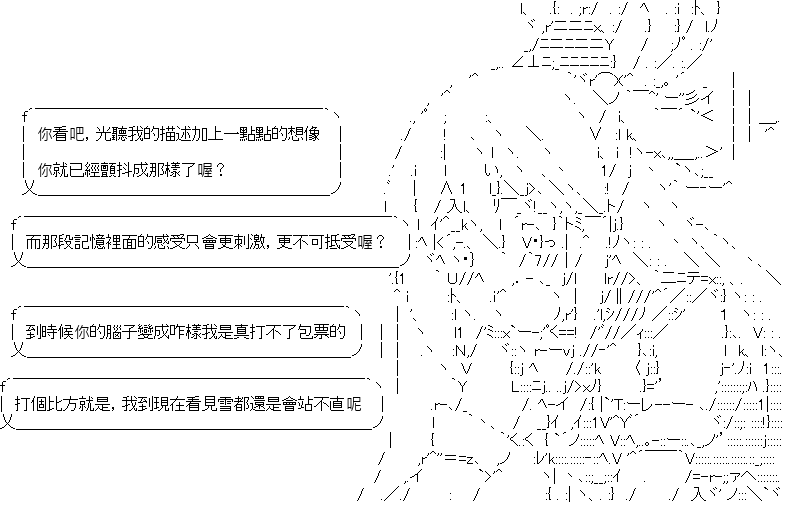 你看吧，光聽我的描述加上一點點的想像
你就已經顫抖成那樣了喔？
而那段記憶裡面的感受只會更刺激，更不可抵受喔？
到時候你的腦子變成咋樣我是真打不了包票的
打個比方就是，我到現在看見雪都還是會站不直呢